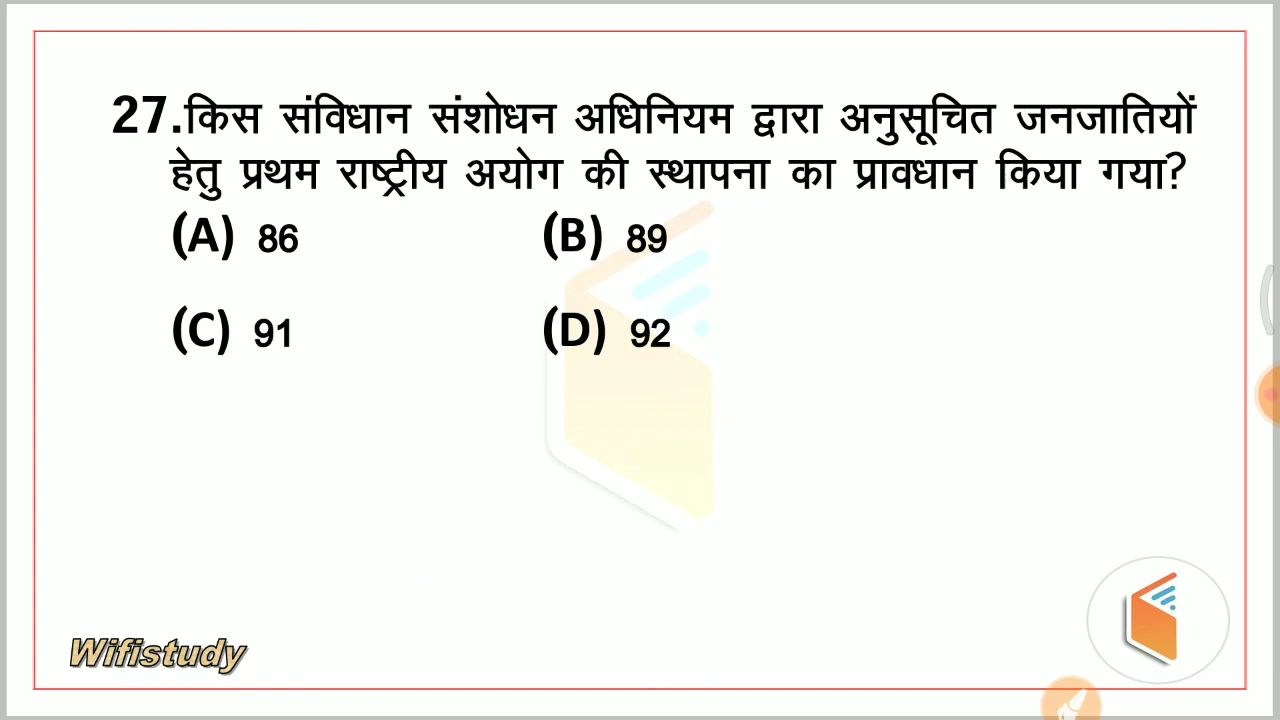 27.किस संविधान संशोधन अधिनियम द्वारा अनुसूचित जनजातियों
हेतु प्रथम राष्ट्रीय अयोग की स्थापना का प्रावधान किया गया?
(A) 86 (B) 89
(C) 91 (D) 92
Wifistudy